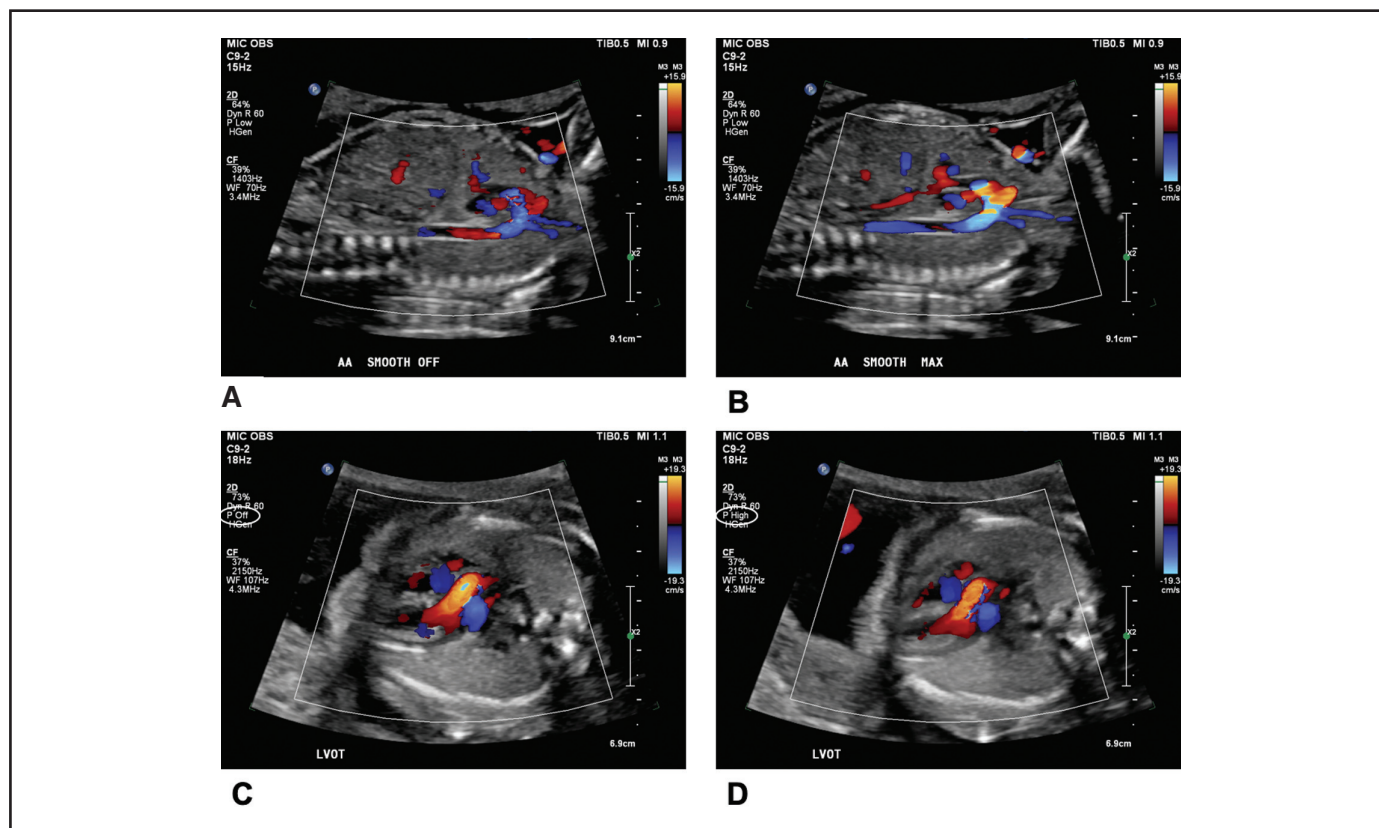 MIC OBS
TIB0.5 MI 0.9
C9-2
15Hz
M3 M3
+15.9
2D
64%
Dyn R 60
P Low
HGen
CF
39%
1403Hz
WF 70Hz
3.4MHz
-15.9
cm/s
X2
P
9.1cm
AA SMOOTH OFF
A
MIC OBS
TIB0.5 MI 0.9
C9-2
15Hz
M3 M3
+15.9
2D
64%
Dyn R 60
P Low
HGen
CF
39%
1403Hz
WF 70Hz
3.4MHz
-15.9
cm/s
X2
P
9.1cm
AA SMOOTH MAX
B
MIC OBS
TIB0.5 MI 1.1
C9-2
18Hz
M3 M3
+19.3
2D
73%
Dyn R 60
P Off
HGen
CF
37%
2150Hz
WF 107Hz
4.3MHz
-19.3
cm/s
X2
P
6.9cm
LVOT
C
MIC OBS
TIB0.5 MI 1.1
C9-2
18Hz
M3 M3
+19.3
2D
73%
Dyn R 60
P High
HGen
CF
37%
2150Hz
WF 107Hz
4.3MHz
-19.3
cm/s
X2
P
6.9cm
LVOT
D